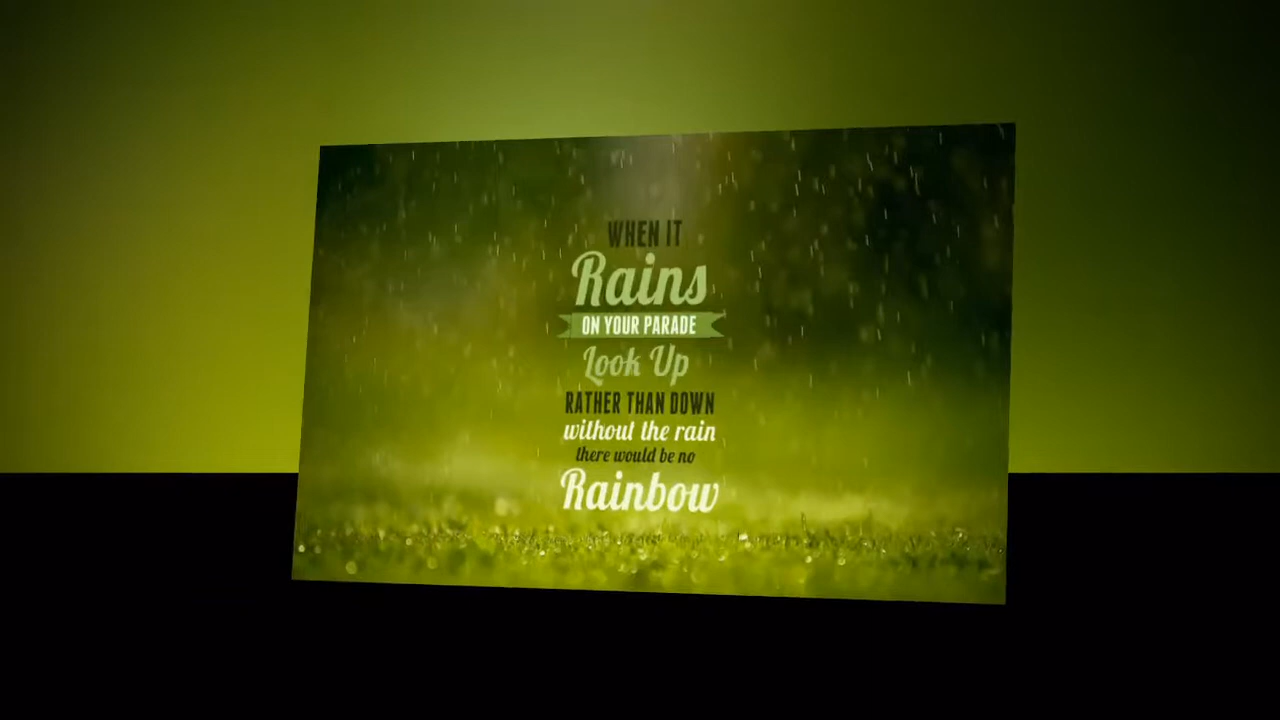 WHEN IT
Rains
ON YOUR PARADE
Look Up
RATHER THAN DOWN
without the rain
there would be no
Rainbow